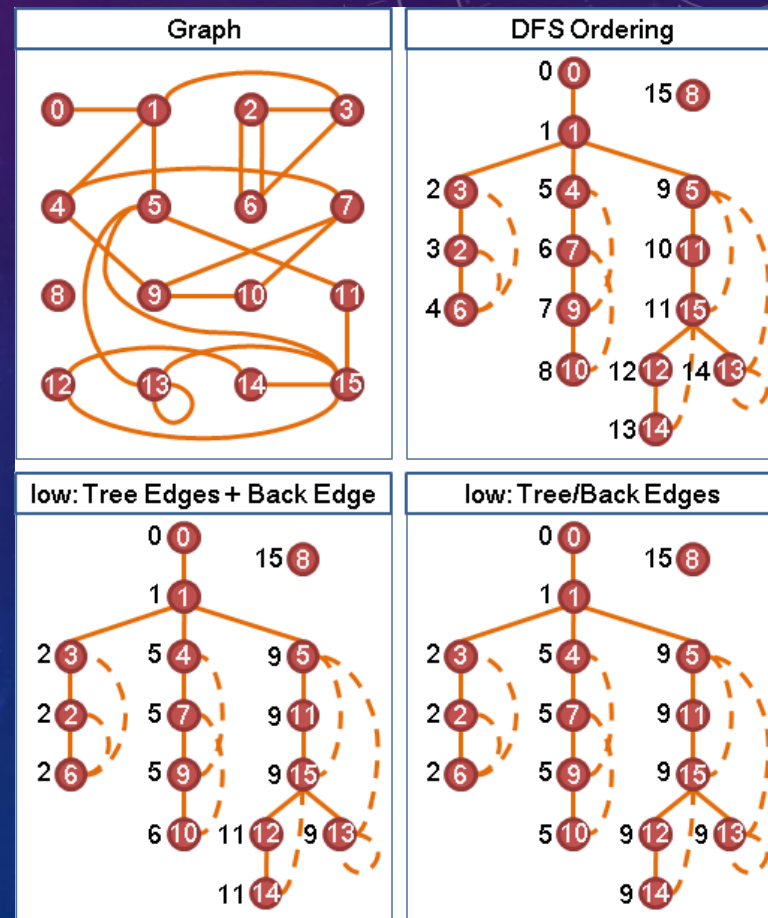 Graph
0 1 2 3
4 5 6 7
8 9 10 11
12 13 14 15
DFS Ordering
0 0
15 8
1 1
2 3 5 4 9 5
3 2 6 7 10 11
4 6 7 9 11 15
8 10 12 12 14 13
13 14
low: Tree Edges + Back Edge
0 0
15 8
1 1
2 3 5 4 9 5
2 2 5 7 9 11
2 6 5 9 9 15
6 10 11 12 9 13
11 14
low: Tree/Back Edges
0 0
15 8
1 1
2 3 5 4 9 5
2 2 5 7 9 11
2 6 5 9 9 15
5 10 9 12 9 13
9 14